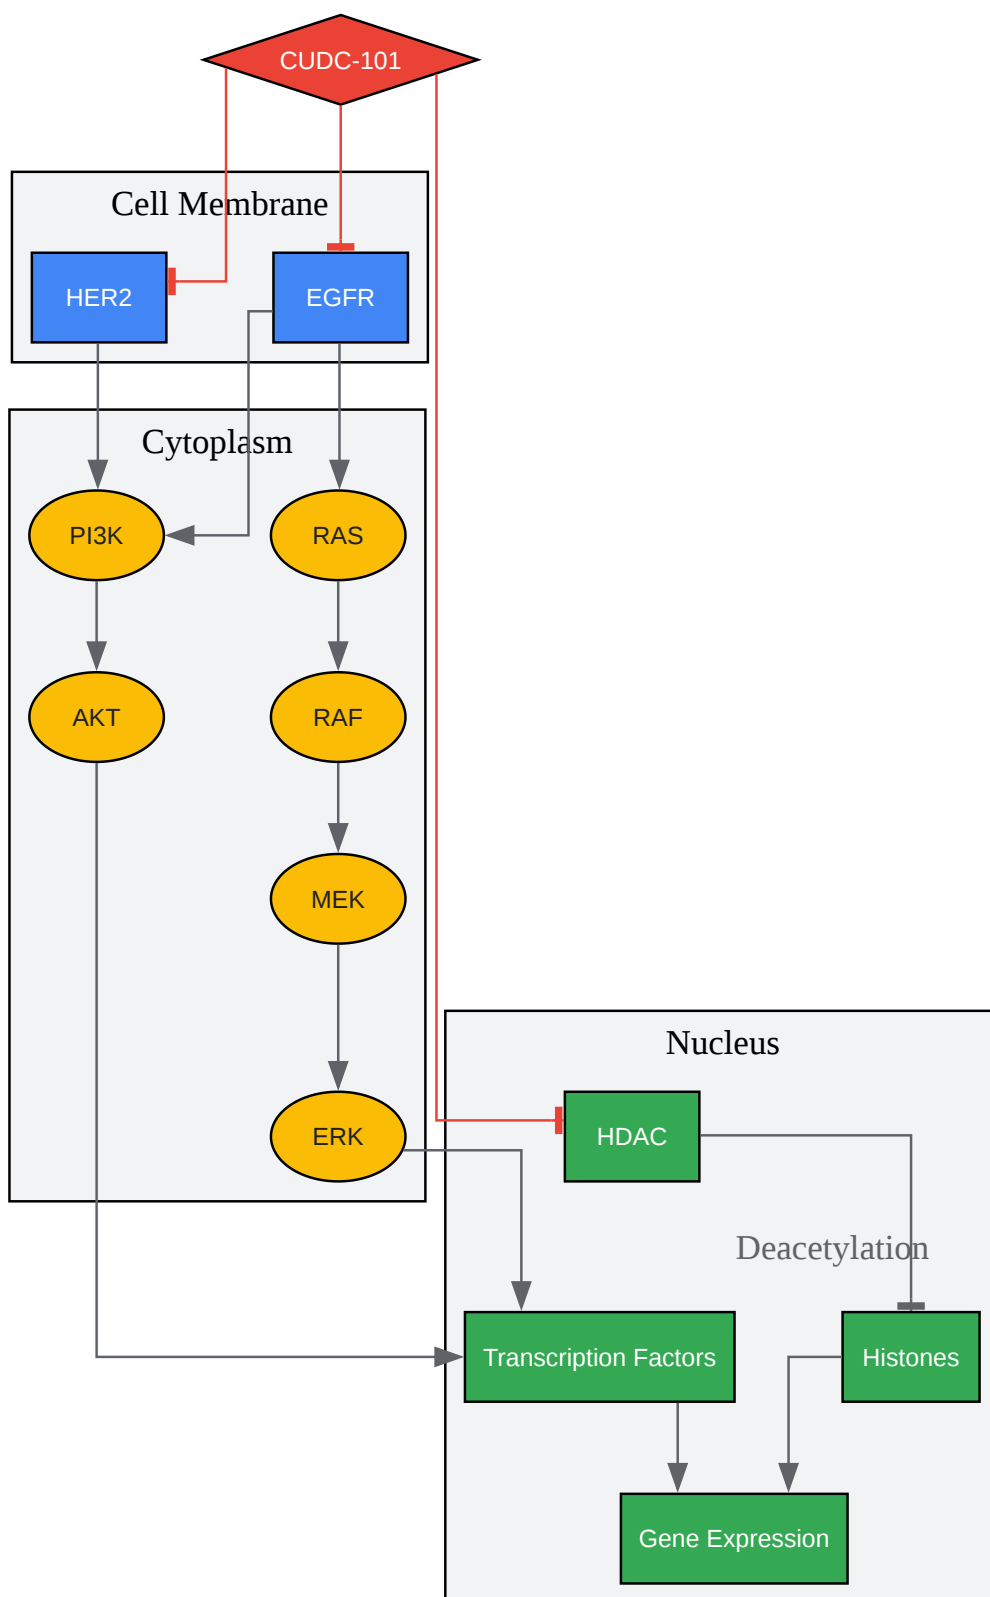 CUDC-101
Cell Membrane
HER2
EGFR
Cytoplasm
PI3K
RAS
AKT
RAF
MEK
Nucleus
ERK
HDAC
Deacetylation
Transcription Factors
Histones
Gene Expression